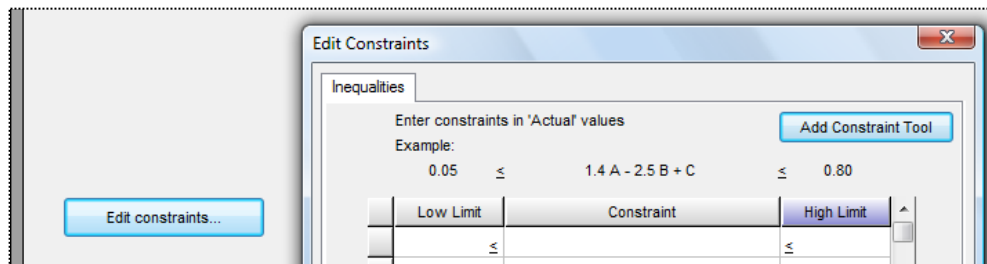 Edit Constraints
X
Inequalities
Enter constraints in 'Actual' values
Add Constraint Tool
Example:
0.05 ≤ 1.4 A - 2.5 B + C ≤ 0.80
Edit constraints...
Low Limit Constraint High Limit
≤ ≤